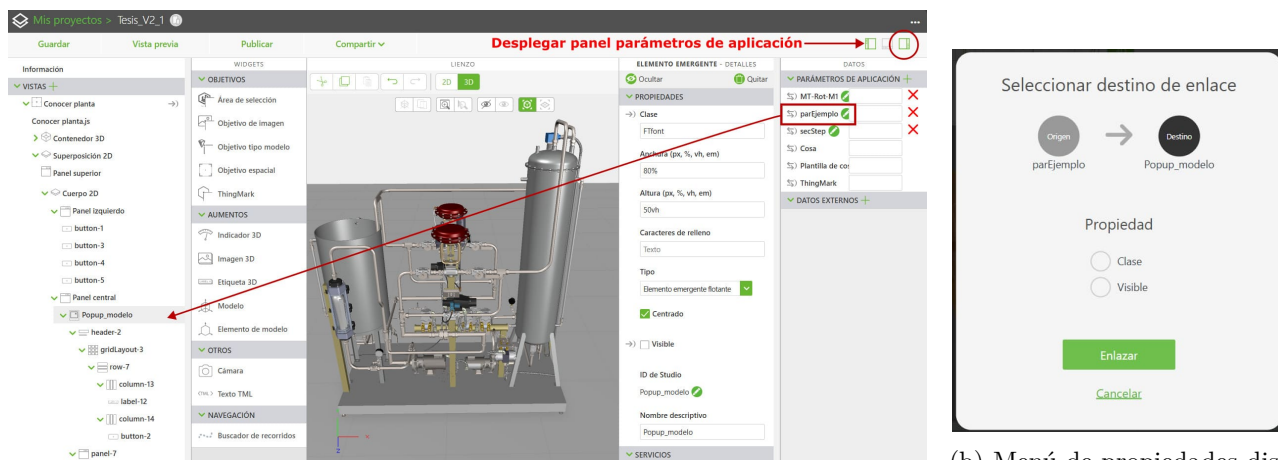 Mis proyectos > Tesis_V2_1
Guardar
Vista previa
Publicar
Compartir
Desplegar panel parámetros de aplicación
Información
VISTAS
Conocer planta
Conocer planta.js
Contenedor 3D
Superposición 2D
Panel superior
Cuerpo 2D
Panel izquierdo
button-1
button-3
button-4
button-5
Panel central
Popup_modelo
header-2
gridLayout-3
row-7
column-13
label-12
column-14
button-2
panel-7
WIDGETS
OBJETIVOS
Área de selección
Objetivo de imagen
Objetivo tipo modelo
Objetivo espacial
ThingMark
AUMENTOS
Indicador 3D
Imagen 3D
Etiqueta 3D
Modelo
Elemento de modelo
OTROS
Cámara
Texto TML
NAVEGACIÓN
Buscador de recorridos
LIENZO
2D 3D
ELEMENTO EMERGENTE - DETALLES
Ocultar Quitar
PROPIEDADES
Clase
FTfont
Anchura (px, %, vh, em)
80%
Altura (px, %, vh, em)
50vh
Caracteres de relleno
Texto
Tipo
Elemento emergente flotante
Centrado
Visible
ID de Studio
Popup_modelo
Nombre descriptivo
Popup_modelo
SERVICIOS
DATOS
PARÁMETROS DE APLICACIÓN
MT-Rot-M1
parEjemplo
secStep
Cosa
Plantilla de co
ThingMark
DATOS EXTERNOS
Seleccionar destino de enlace
Origen Destino
parEjemplo Popup_modelo
Propiedad
Clase
Visible
Enlazar
Cancelar
(b) Menú de propiedades dis